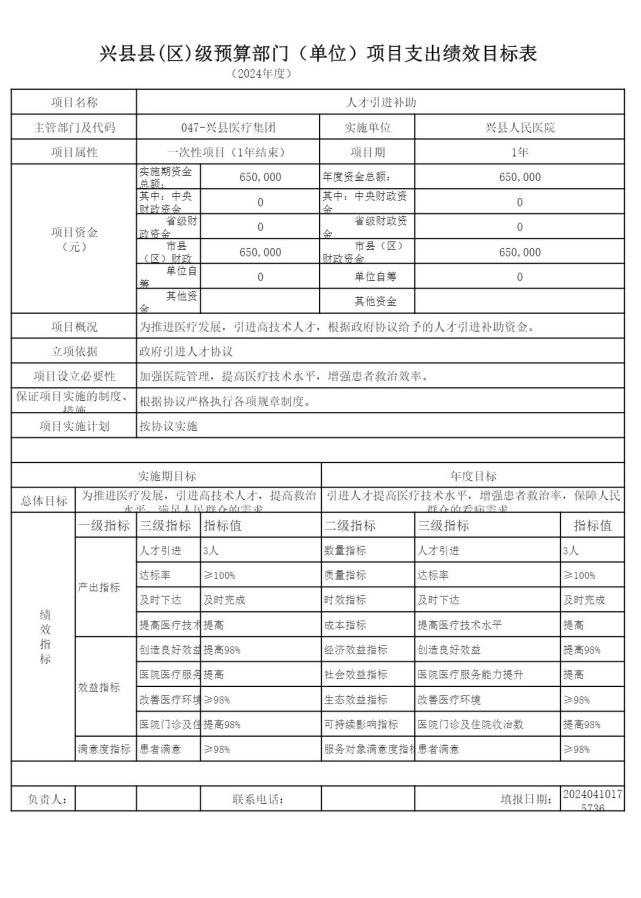 兴县县(区)级预算部门（单位）项目支出绩效目标表
（2024年度）
项目名称 人才引进补助
主管部门及代码 047-兴县医疗集团 实施单位 兴县人民医院
项目属性 一次性项目（1年结束） 项目期 1年
项目资金
（元）
实施期资金
总额: 650,000 年度资金总额: 650,000
其中：中央
财政资金 0 其中：中央财政资
金 0
省级财
政资金 0 省级财政资
金 0
市县
（区）财政 650,000 市县（区）
财政资金 650,000
单位自
筹 0 单位自筹 0
其他资
金 其他资金
项目概况 为推进医疗发展，引进高技术人才，根据政府协议给予的人才引进补助资金。
立项依据 政府引进人才协议
项目设立必要性 加强医院管理，提高医疗技术水平，增强患者救治效率。
保证项目实施的制度、
措施 根据协议严格执行各项规章制度。
项目实施计划 按协议实施
实施期目标 年度目标
总体目标 为推进医疗发展，引进高技术人才，提高救治
水平，满足人民群众的需求 引进人才提高医疗技术水平，增强患者救治率，保障人民
群众的看病需求
绩效指标
一级指标 三级指标 指标值 二级指标 三级指标 指标值
产出指标 人才引进 3人 数量指标 人才引进 3人
达标率 ≥100% 质量指标 达标率 ≥100%
及时下达 及时完成 时效指标 及时下达 及时完成
提高医疗技术 提高 成本指标 提高医疗技术水平 提高
效益指标 创造良好效益 提高98% 经济效益指标 创造良好效益 提高98%
医院医疗服务 提高 社会效益指标 医院医疗服务能力提升 提高
改善医疗环境 ≥98% 生态效益指标 改善医疗环境 ≥98%
医院门诊及住 提高98% 可持续影响指标 医院门诊及住院收治数 提高98%
满意度指标 患者满意 ≥98% 服务对象满意度指标 患者满意 ≥98%
负责人: 联系电话: 填报日期: 2024041017
5736